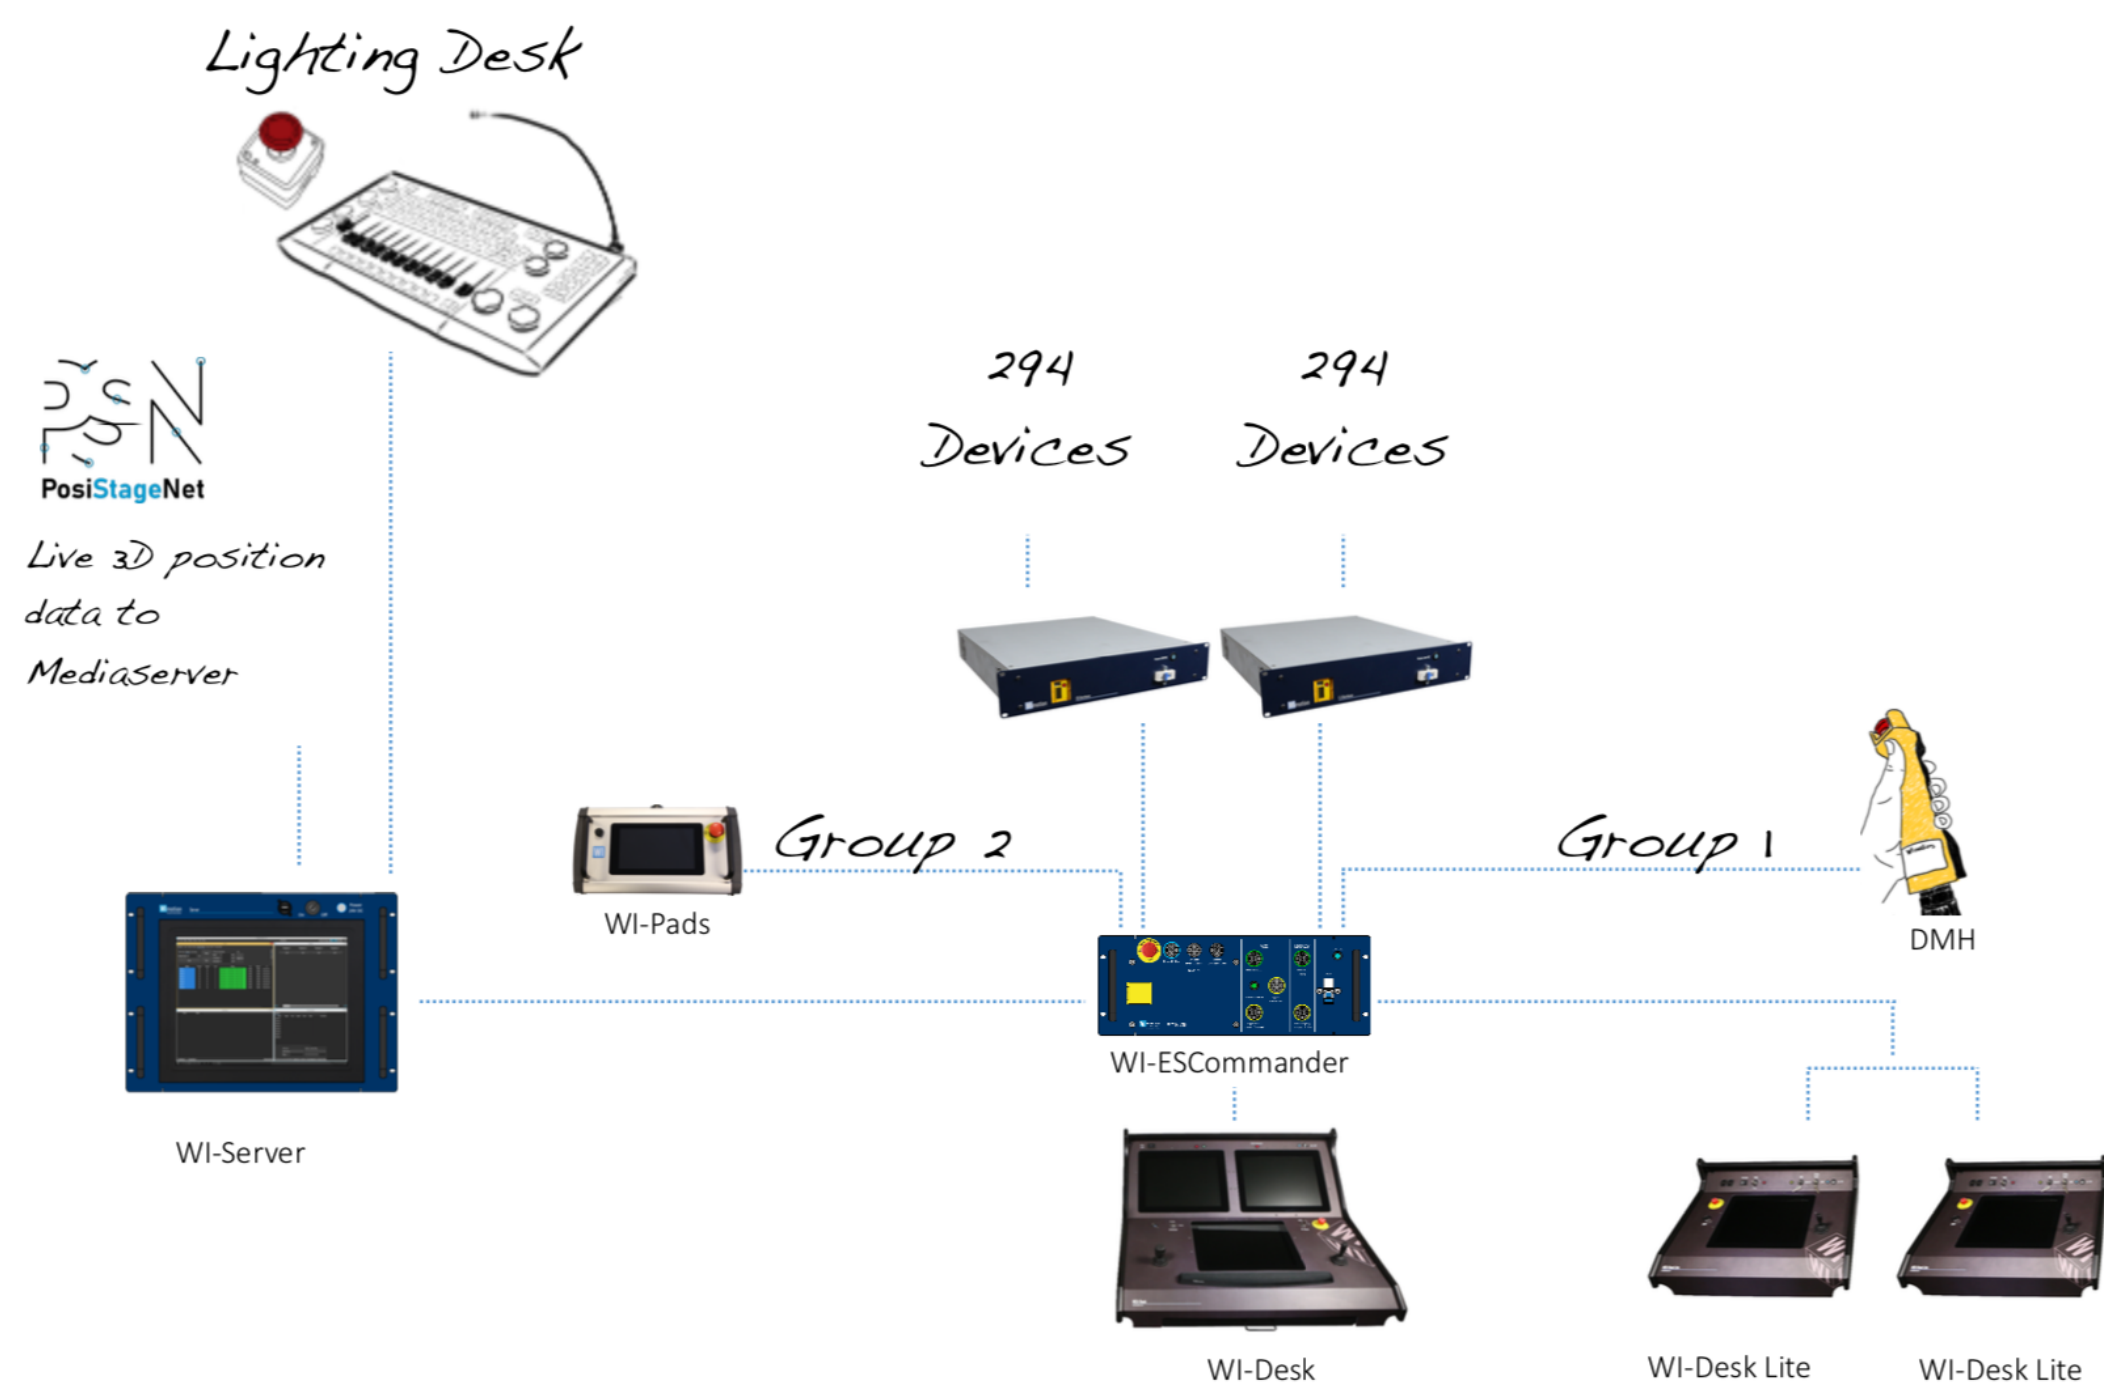 Lighting Desk
PSN
PosiStageNet
Live 3D position
data to
Mediaserver
294
Devices
294
Devices
Group 2
Group 1
WI-Pads
DMH
WI-ESCommander
WI-Server
WI-Desk
WI-Desk Lite
WI-Desk Lite